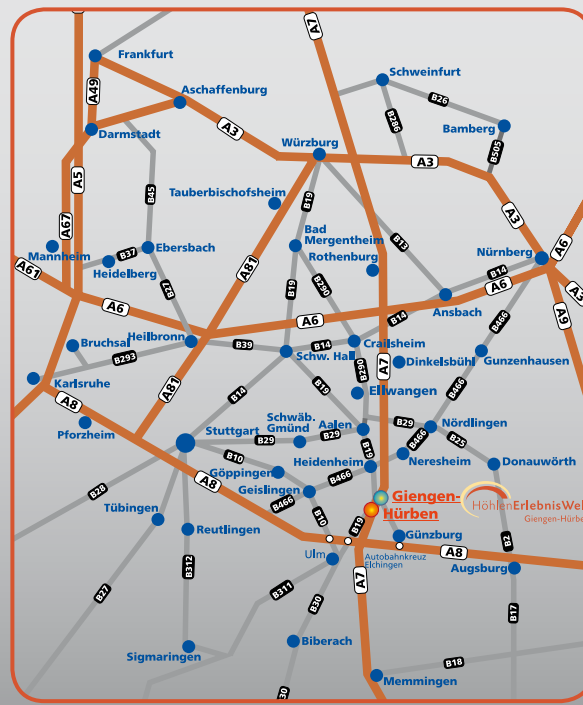 A7
Frankfurt
Schweinfurt
A49
Aschaffenburg
B26
B286
Bamberg
Darmstadt
A3
Würzburg
A3
B505
A5
B45
Tauberbischofsheim
B19
A3
A6
A67
B13
Mannheim
B37
Ebersbach
Bad
Mergentheim
Rothenburg
Nürnberg
A61
Heidelberg
A81
B14
B27
B19
B290
A6
A3
Ansbach
A9
A6
A6
B14
B466
Bruchsal
Heilbronn
B39
B14
Crailsheim
B293
Schw. Hall
Dinkelsbühl
Gunzenhausen
Karlsruhe
A81
B290
A7
B14
B19
Ellwangen
B466
A8
Pforzheim
Stuttgart
Schwäb.
Gmünd
Aalen
B29
Nördlingen
B29
B29
B466
B25
B10
B19
Göppingen
Heidenheim
Neresheim
Donauwörth
B28
A8
Geislingen
B466
Giengen-
Hürben
HöhlenErlebnisWel
Giengen-Hürbe
Tübingen
B466
B10
B19
Reutlingen
Günzburg
B2
Ulm
Autobahnkreuz
Elchingen
A8
B312
Augsburg
B27
B311
A7
B30
B17
Biberach
Sigmaringen
B18
Memmingen
B30